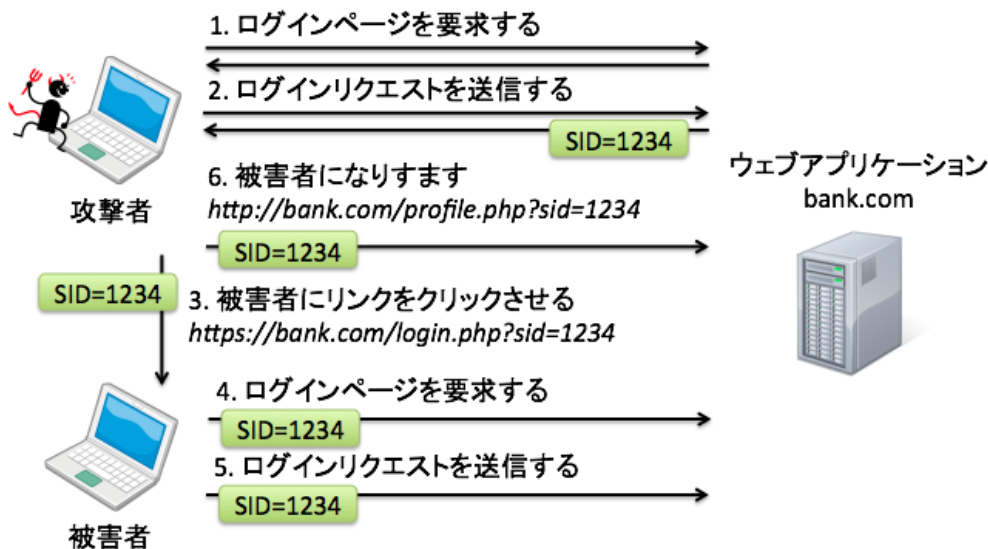 1. ログインページを要求する
2. ログインリクエストを送信する
SID=1234
ウェブアプリケーション
bank.com
攻撃者
6. 被害者になりすます
http://bank.com/profile.php?sid=1234
SID=1234
SID=1234
3. 被害者にリンクをクリックさせる
https://bank.com/login.php?sid=1234
4. ログインページを要求する
SID=1234
5. ログインリクエストを送信する
SID=1234
被害者